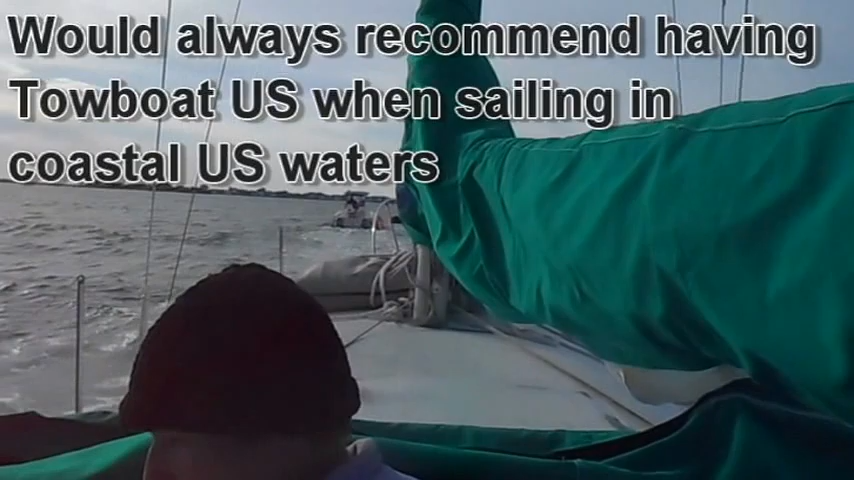 Would always recommend having
Towboat US when sailing in
coastal US waters